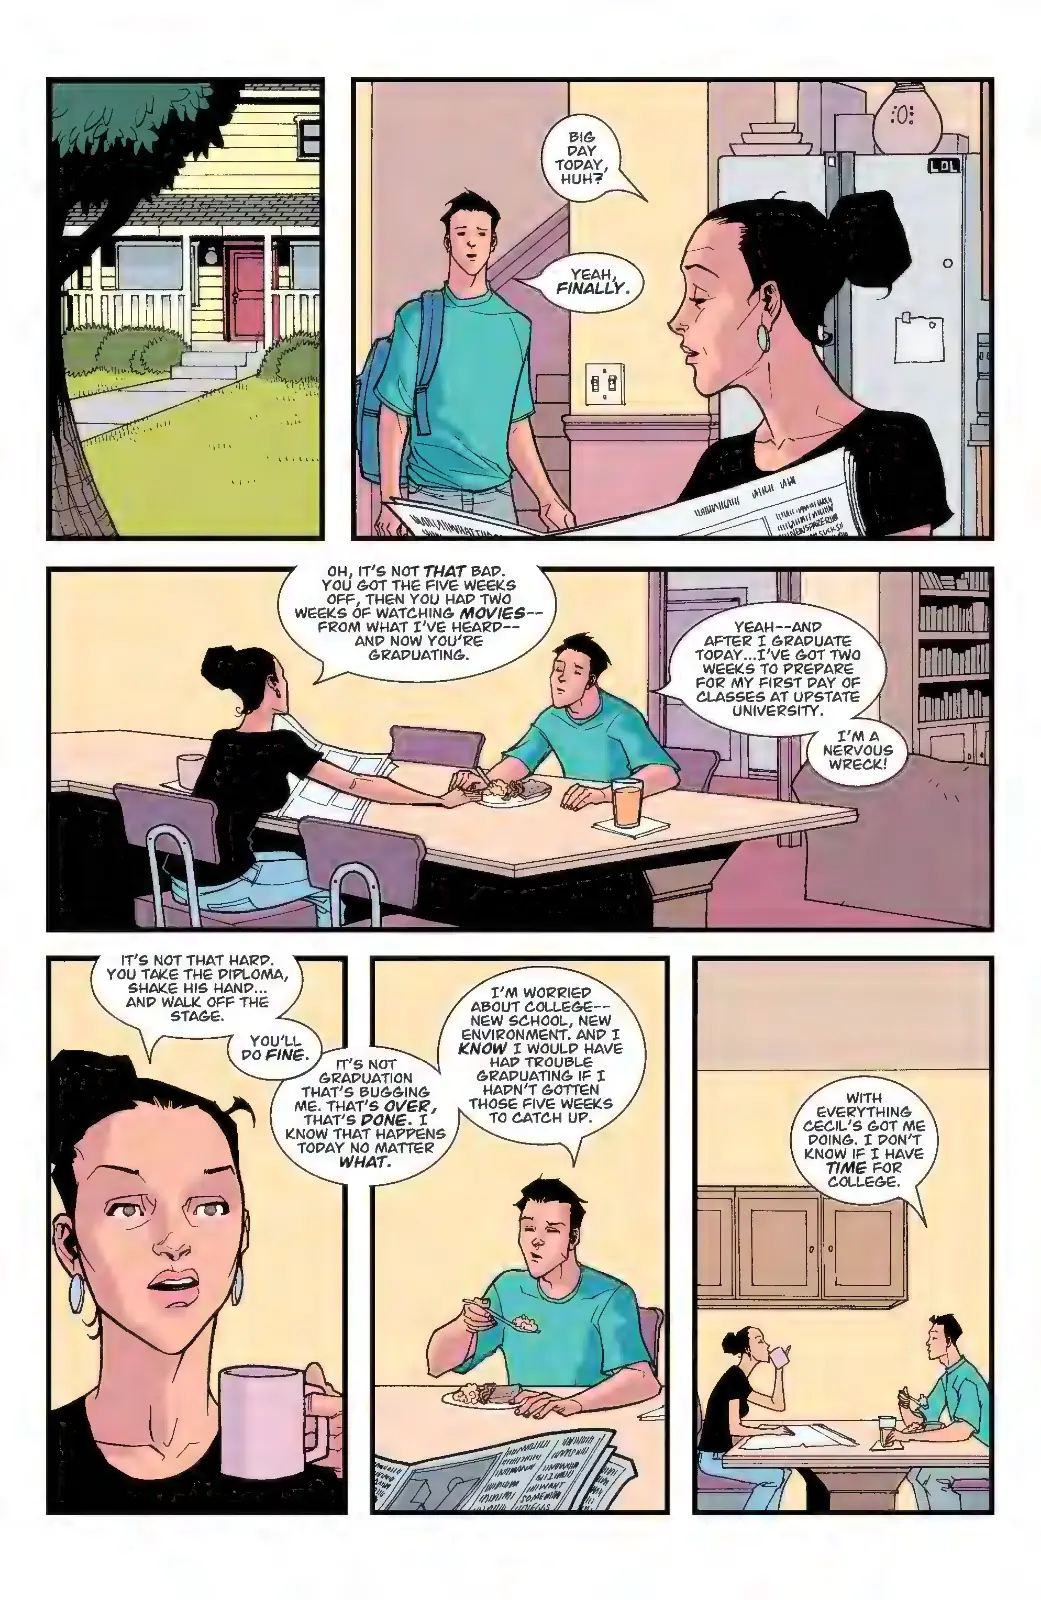 BIG
DAY
TODAY,
HUH?
YEAH,
FINALLY.
LDL
OH, IT'S NOT THAT BAD.
YOU GOT THE FIVE WEEKS
OFF, THEN YOU HAD TWO
WEEKS OF WATCHING MOVIES--
FROM WHAT I'VE HEARD--
AND NOW YOU'RE
GRADUATING.
YEAH--AND
AFTER I GRADUATE
TODAY...I'VE GOT TWO
WEEKS TO PREPARE
FOR MY FIRST DAY OF
CLASSES AT UPSTATE
UNIVERSITY.
I'M A
NERVOUS
WRECK!
IT'S NOT THAT HARD.
YOU TAKE THE DIPLOMA,
SHAKE HIS HAND...
AND WALK OFF THE
STAGE.
YOU'LL
DO FINE.
IT'S NOT
GRADUATION
THAT'S BUGGING
ME. THAT'S OVER,
THAT'S DONE. I
KNOW THAT HAPPENS
TODAY NO MATTER
WHAT.
I'M WORRIED
ABOUT COLLEGE--
NEW SCHOOL, NEW
ENVIRONMENT. AND I
KNOW I WOULD HAVE
HAD TROUBLE
GRADUATING IF I
HADN'T GOTTEN
THOSE FIVE WEEKS
TO CATCH UP.
WITH
EVERYTHING
CECIL'S GOT ME
DOING. I DON'T
KNOW IF I HAVE
TIME FOR
COLLEGE.